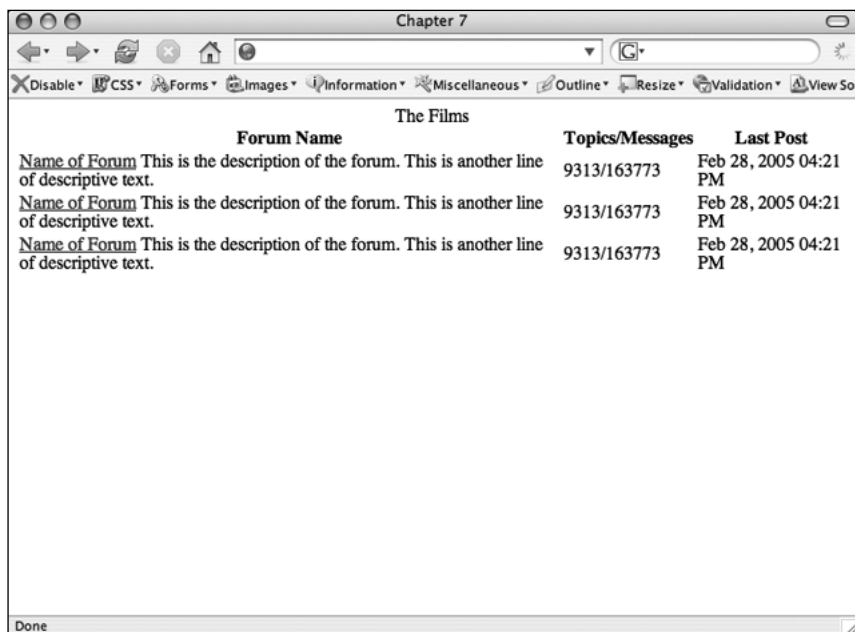 Chapter 7
G
Disable CSS Forms Images Information Miscellaneous Outline Resize Validation View So
The Films
Forum Name Topics/Messages Last Post
Name of Forum This is the description of the forum. This is another line of descriptive text. 9313/163773 Feb 28, 2005 04:21 PM
Name of Forum This is the description of the forum. This is another line of descriptive text. 9313/163773 Feb 28, 2005 04:21 PM
Name of Forum This is the description of the forum. This is another line of descriptive text. 9313/163773 Feb 28, 2005 04:21 PM
Done